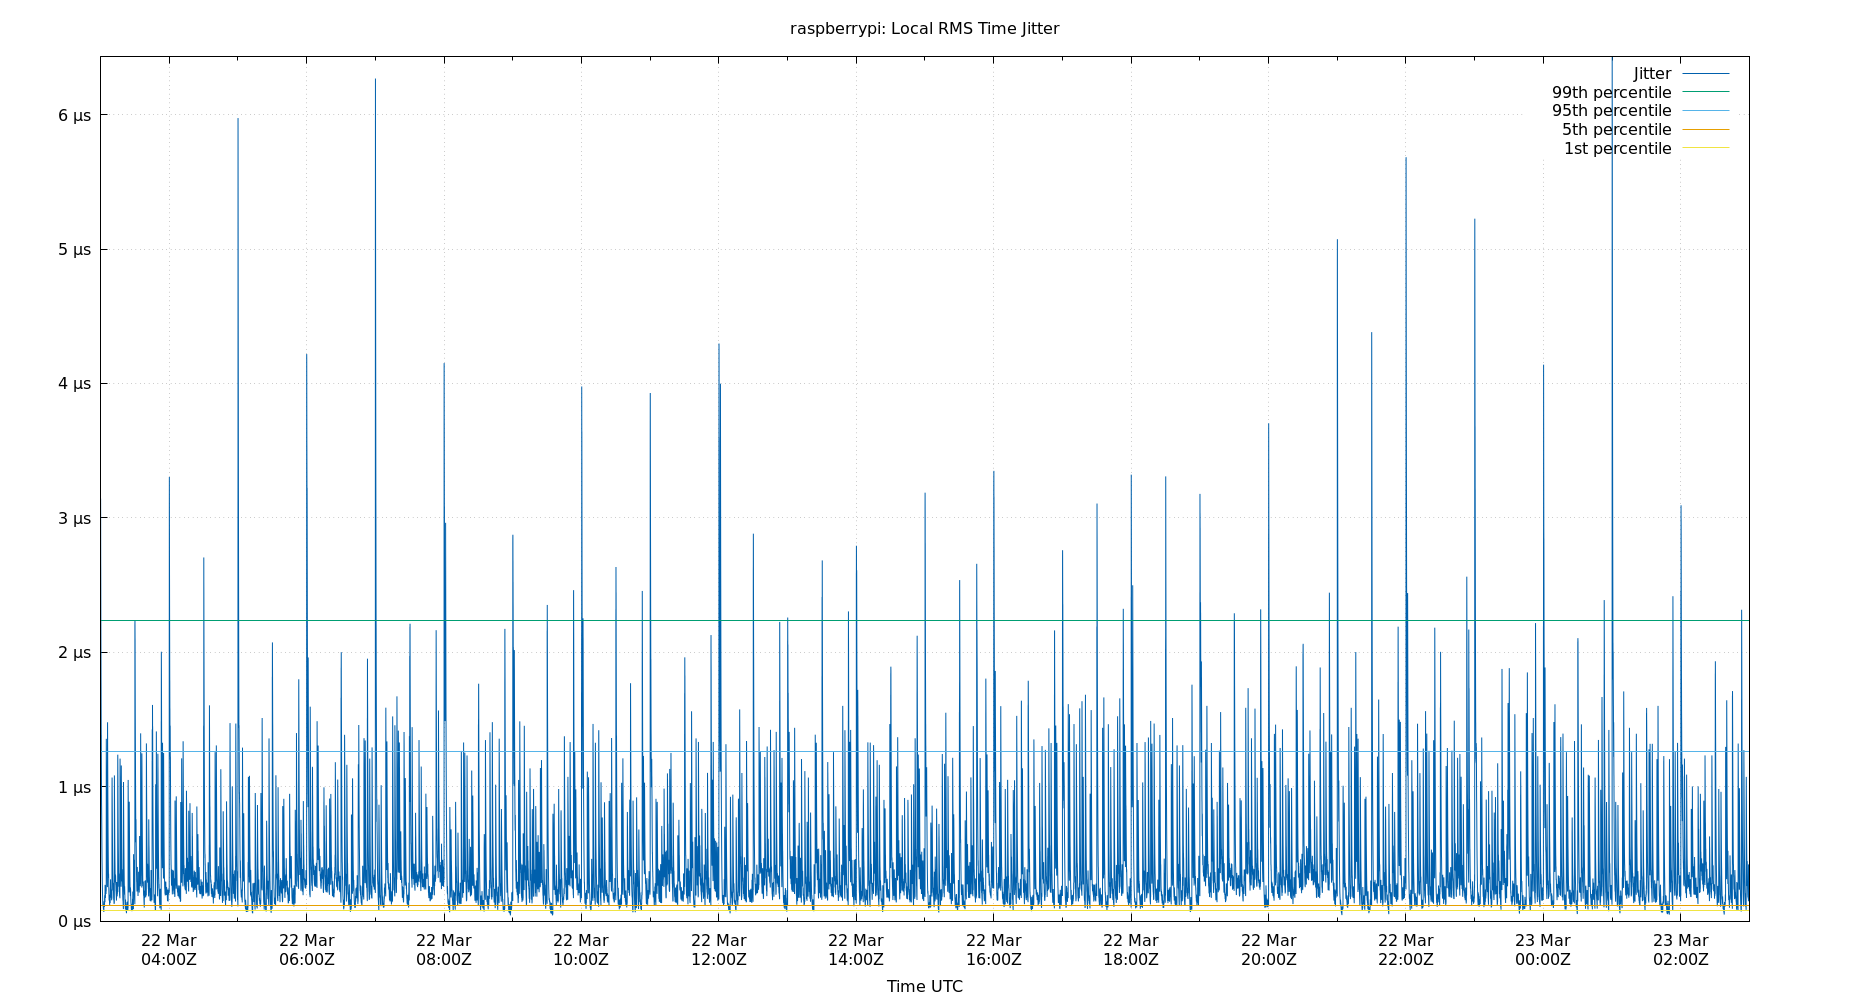 raspberrypi: Local RMS Time Jitter
Jitter
99th percentile
95th percentile
5th percentile
1st percentile
6 µs
5 µs
4 µs
3 µs
2 µs
1 µs
0 µs
22 Mar 22 Mar 22 Mar 22 Mar 22 Mar 22 Mar 22 Mar 22 Mar 22 Mar 22 Mar 23 Mar 23 Mar
04:00Z 06:00Z 08:00Z 10:00Z 12:00Z 14:00Z 16:00Z 18:00Z 20:00Z 22:00Z 00:00Z 02:00Z
Time UTC